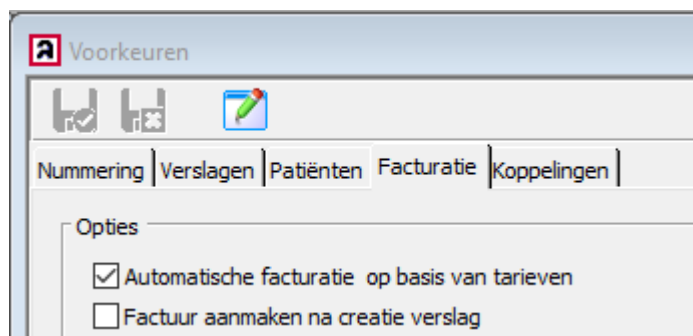 a Voorkeuren
Nummering Verslagen Patiënten Facturatie Koppelingen
Opties
Automatische facturatie op basis van tarieven
Factuur aanmaken na creatie verslag